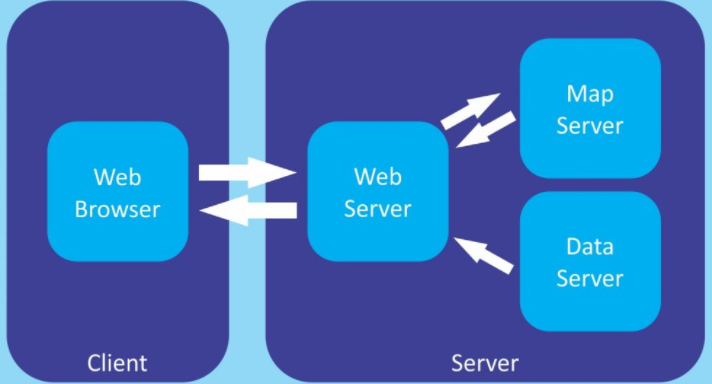 Web
Browser
Client
Web
Server
Map
Server
Data
Server
Server